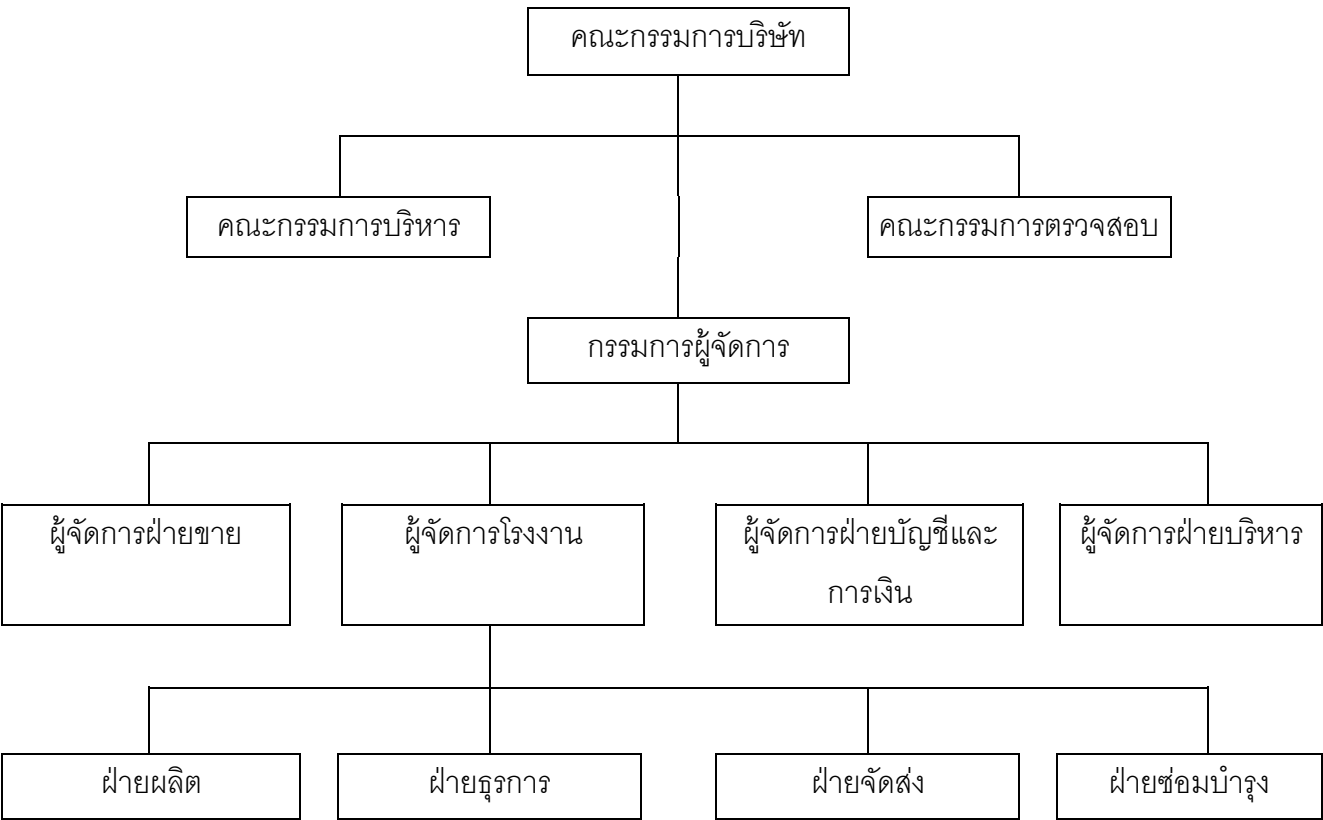 คณะกรรมการบริษัท
คณะกรรมการบริหาร
คณะกรรมการตรวจสอบ
กรรมการผู้จัดการ
ผู้จัดการฝ่ายขาย
ผู้จัดการโรงงาน
ผู้จัดการฝ่ายบัญชีและ
การเงิน
ผู้จัดการฝ่ายบริหาร
ฝ่ายผลิต
ฝ่ายธุรการ
ฝ่ายจัดส่ง
ฝ่ายซ่อมบำรุง